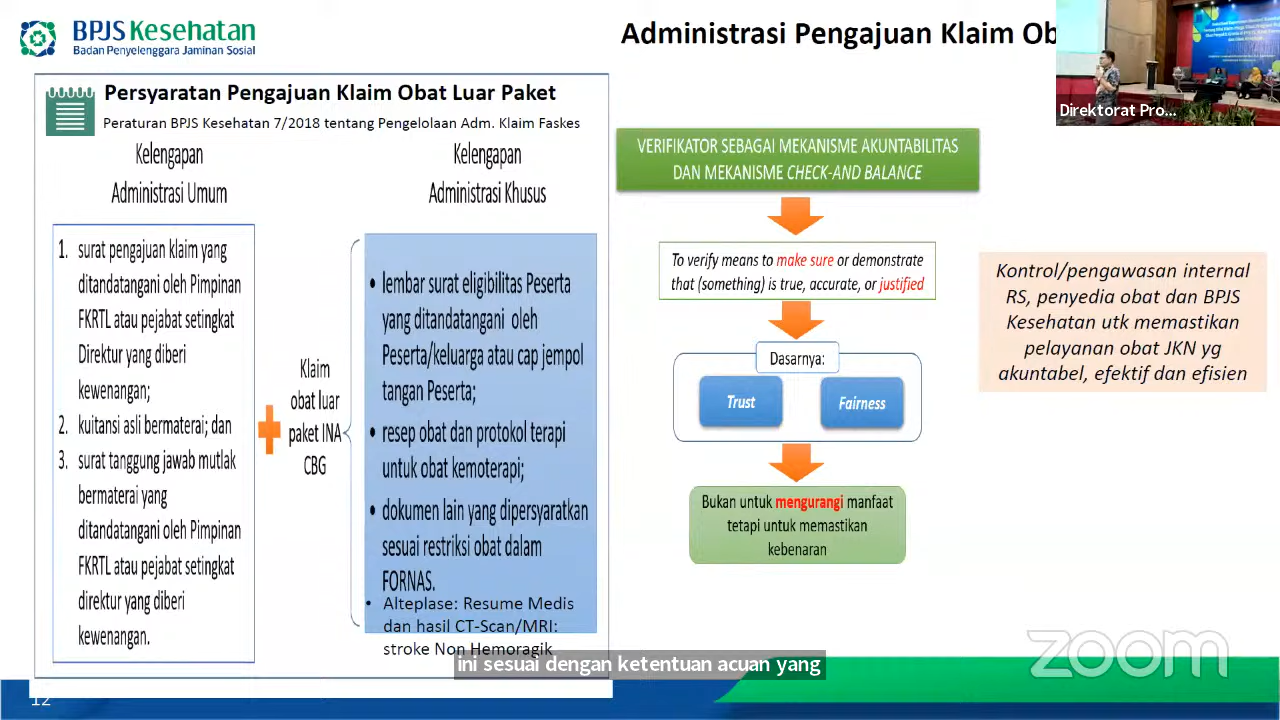 BPJS Kesehatan
Badan Penyelenggara Jaminan Sosial
Administrasi Pengajuan Klaim Ob
Direktorat Pro...
Persyaratan Pengajuan Klaim Obat Luar Paket
Peraturan BPJS Kesehatan 7/2018 tentang Pengelolaan Adm. Klaim Faskes
Kelengapan
Administrasi Umum
1. surat pengajuan klaim yang
ditandatangani oleh Pimpinan
FKRTL atau pejabat setingkat
Direktur yang diberi
kewenangan;
2. kuitansi asli bermaterai; dan
3. surat tanggung jawab mutlak
bermaterai yang
ditandatangani oleh Pimpinan
FKRTL atau pejabat setingkat
direktur yang diberi
kewenangan.
Klaim
obat luar
paket INA
CBG
Kelengapan
Administrasi Khusus
• lembar surat eligibilitas Peserta
yang ditandatangani oleh
Peserta/keluarga atau cap jempol
tangan Peserta;
• resep obat dan protokol terapi
untuk obat kemoterapi;
• dokumen lain yang dipersyaratkan
sesuai restriksi obat dalam
FORNAS.
• Alteplase: Resume Medis
dan hasil CT-Scan/MRI:
stroke Non Hemoragik
VERIFIKATOR SEBAGAI MEKANISME AKUNTABILITAS
DAN MEKANISME CHECK-AND BALANCE
To verify means to make sure or demonstrate
that (something) is true, accurate, or justified
Dasarnya:
Trust
Fairness
Bukan untuk mengurangi manfaat
tetapi untuk memastikan
kebenaran
Kontrol/pengawasan internal
RS, penyedia obat dan BPJS
Kesehatan utk memastikan
pelayanan obat JKN yg
akuntabel, efektif dan efisien
ini sesuai dengan ketentuan acuan yang
zoom
12